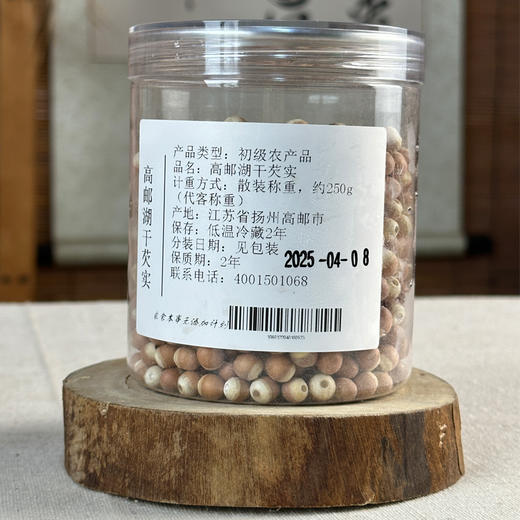 高邮湖干芡实
产品类型：初级农产品
品名：高邮湖干芡实
计重方式：散装称重，约250g
（代客称重）
产地：江苏省扬州高邮市
保存：低温冷藏2年
分装日期：见包装
2025-04-08
保质期：2年
联系电话：4001501068